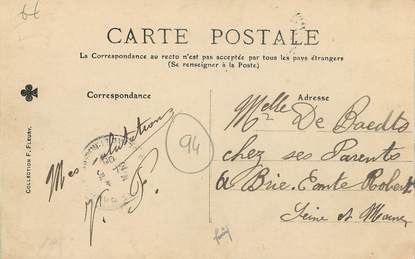 CARTE POSTALE
La Correspondance au recto n'est pas acceptée par tous les pays étrangers
(Se renseigner à la Poste)
Correspondance
Adresse
Mes salutations
V. F.
94
Melle De Baedts
chez ses Parents
à Brie Comte Robert
Seine et Marne
COLLECTION F. FLEURY.